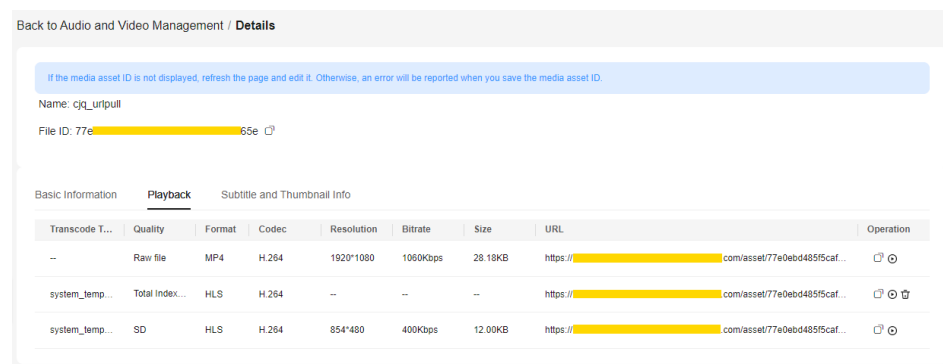 Back to Audio and Video Management / Details
If the media asset ID is not displayed, refresh the page and edit it. Otherwise, an error will be reported when you save the media asset ID.
Name: cjq_urlpull
File ID: 77e 65e
Basic Information Playback Subtitle and Thumbnail Info
Transcode T... Quality Format Codec Resolution Bitrate Size URL Operation
-- Raw file MP4 H.264 1920*1080 1060Kbps 28.18KB https:// .com/asset/77e0ebd485f5caf...
system_temp... Total Index... HLS H.264 -- -- -- https:// .com/asset/77e0ebd485f5caf...
system_temp... SD HLS H.264 854*480 400Kbps 12.00KB https:// .com/asset/77e0ebd485f5caf...